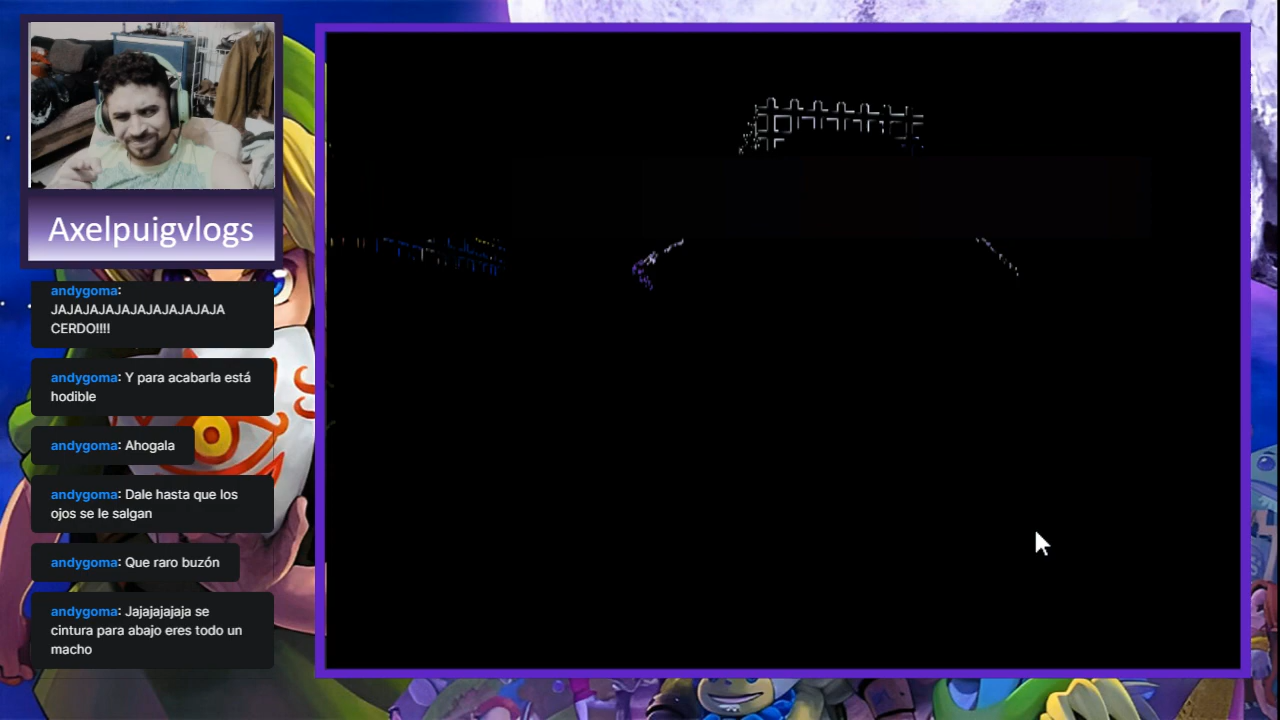 Axelpuigvlogs
andygoma:
JAJAJAJAJAJAJAJAJAJA
CERDO!!!!
andygoma: Y para acabarla está
hodible
andygoma: Ahogala
andygoma: Dale hasta que los
ojos se le salgan
andygoma: Que raro buzón
andygoma: Jajajajajaja se
cintura para abajo eres todo un
macho